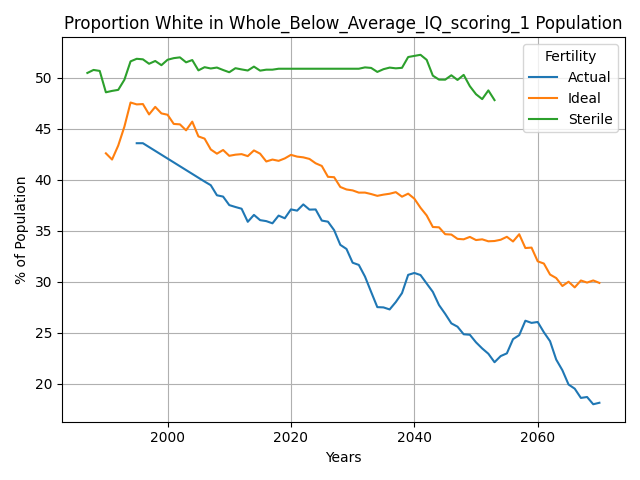 Proportion White in Whole_Below_Average_IQ_scoring_1 Population
Fertility
Actual
Ideal
Sterile
% of Population
50
45
40
35
30
25
20
2000
2020
2040
2060
Years